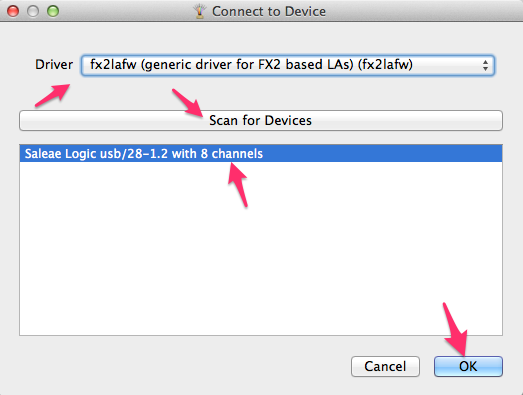 Connect to Device
Driver fx2lafw (generic driver for FX2 based LAs) (fx2lafw)
Scan for Devices
Saleae Logic usb/28-1.2 with 8 channels
Cancel OK